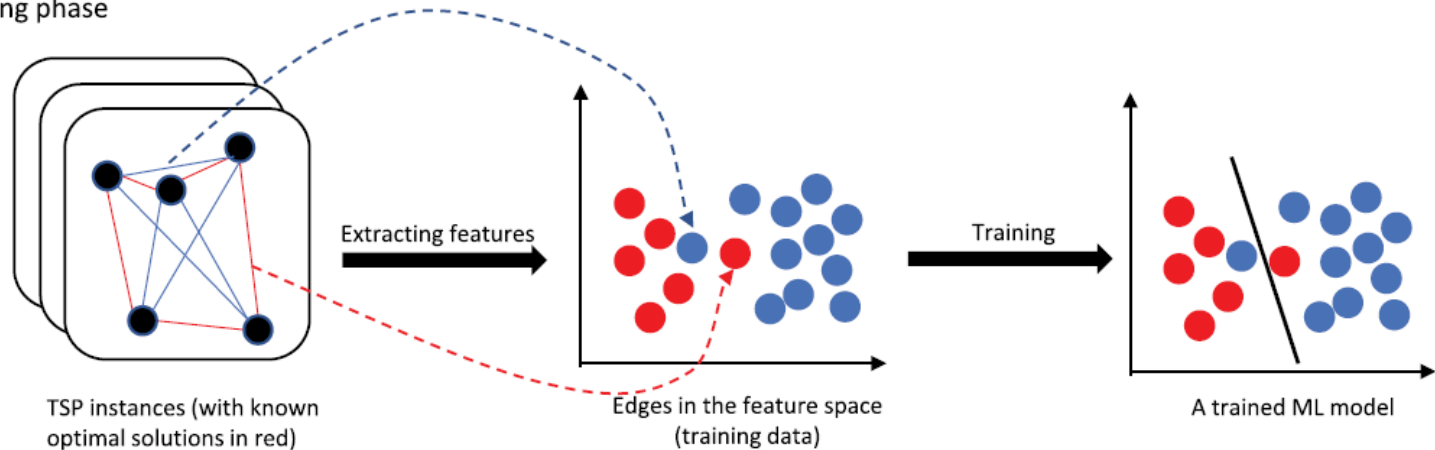 ng phase
Extracting features
Training
TSP instances (with known
optimal solutions in red)
Edges in the feature space
(training data)
A trained ML model